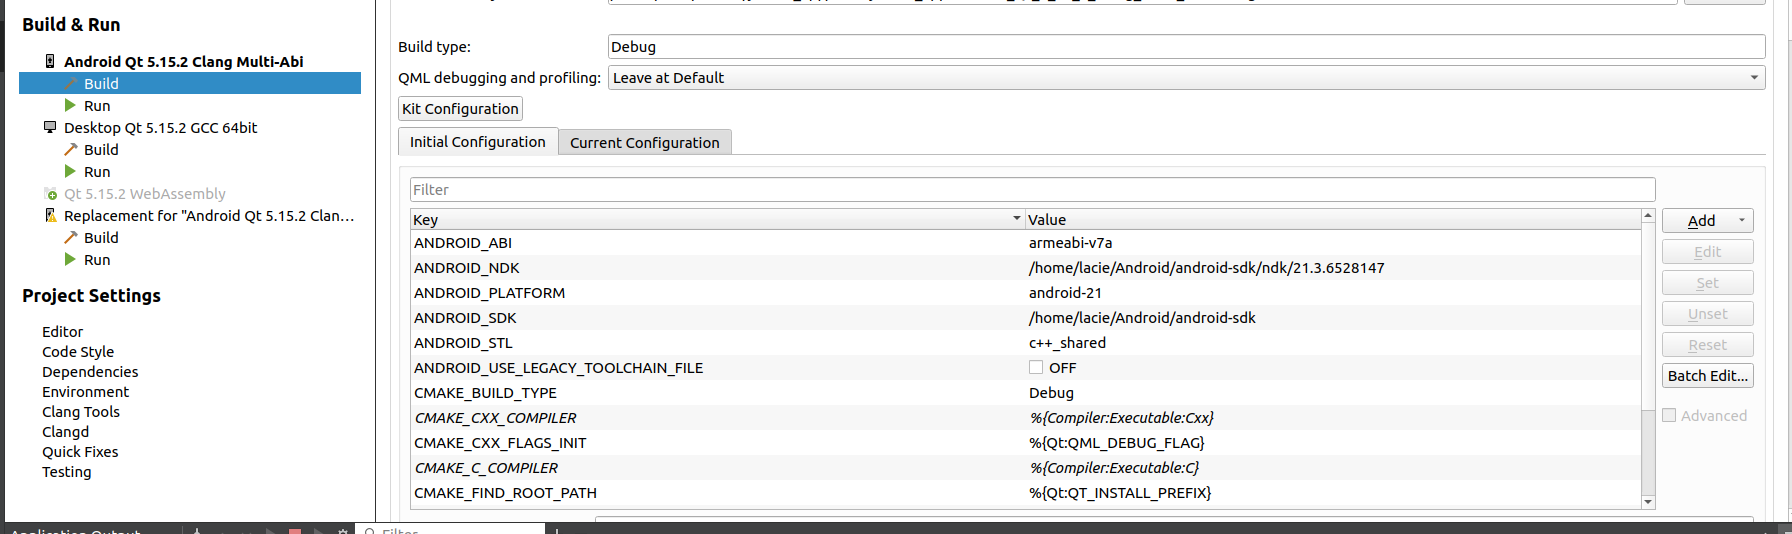 Build & Run
Android Qt 5.15.2 Clang Multi-Abi
Build
Run
Desktop Qt 5.15.2 GCC 64bit
Build
Run
Qt 5.15.2 WebAssembly
Replacement for "Android Qt 5.15.2 Clan...
Build
Run
Project Settings
Editor
Code Style
Dependencies
Environment
Clang Tools
Clangd
Quick Fixes
Testing
Build type: Debug
QML debugging and profiling: Leave at Default
Kit Configuration
Initial Configuration Current Configuration
Filter
Key Value
ANDROID_ABI armeabi-v7a
ANDROID_NDK /home/lacie/Android/android-sdk/ndk/21.3.6528147
ANDROID_PLATFORM android-21
ANDROID_SDK /home/lacie/Android/android-sdk
ANDROID_STL c++_shared
ANDROID_USE_LEGACY_TOOLCHAIN_FILE OFF
CMAKE_BUILD_TYPE Debug
CMAKE_CXX_COMPILER %{Compiler:Executable:Cxx}
CMAKE_CXX_FLAGS_INIT %{Qt:QML_DEBUG_FLAG}
CMAKE_C_COMPILER %{Compiler:Executable:C}
CMAKE_FIND_ROOT_PATH %{Qt:QT_INSTALL_PREFIX}
Add
Edit
Set
Unset
Reset
Batch Edit...
Advanced
Application Output
Filter